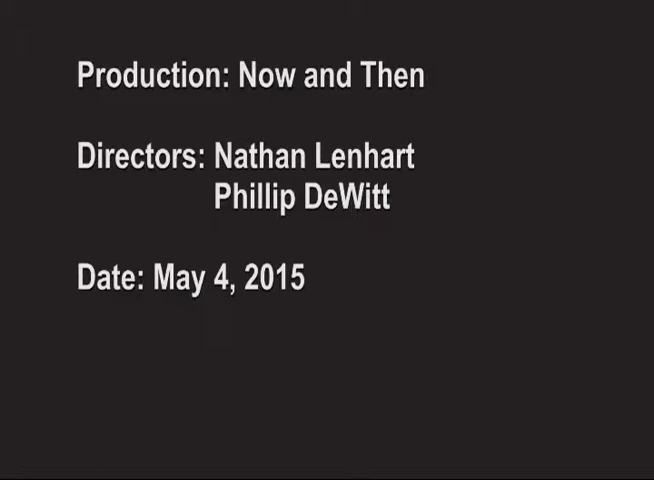 Production: Now and Then
Directors: Nathan Lenhart
Phillip DeWitt
Date: May 4, 2015